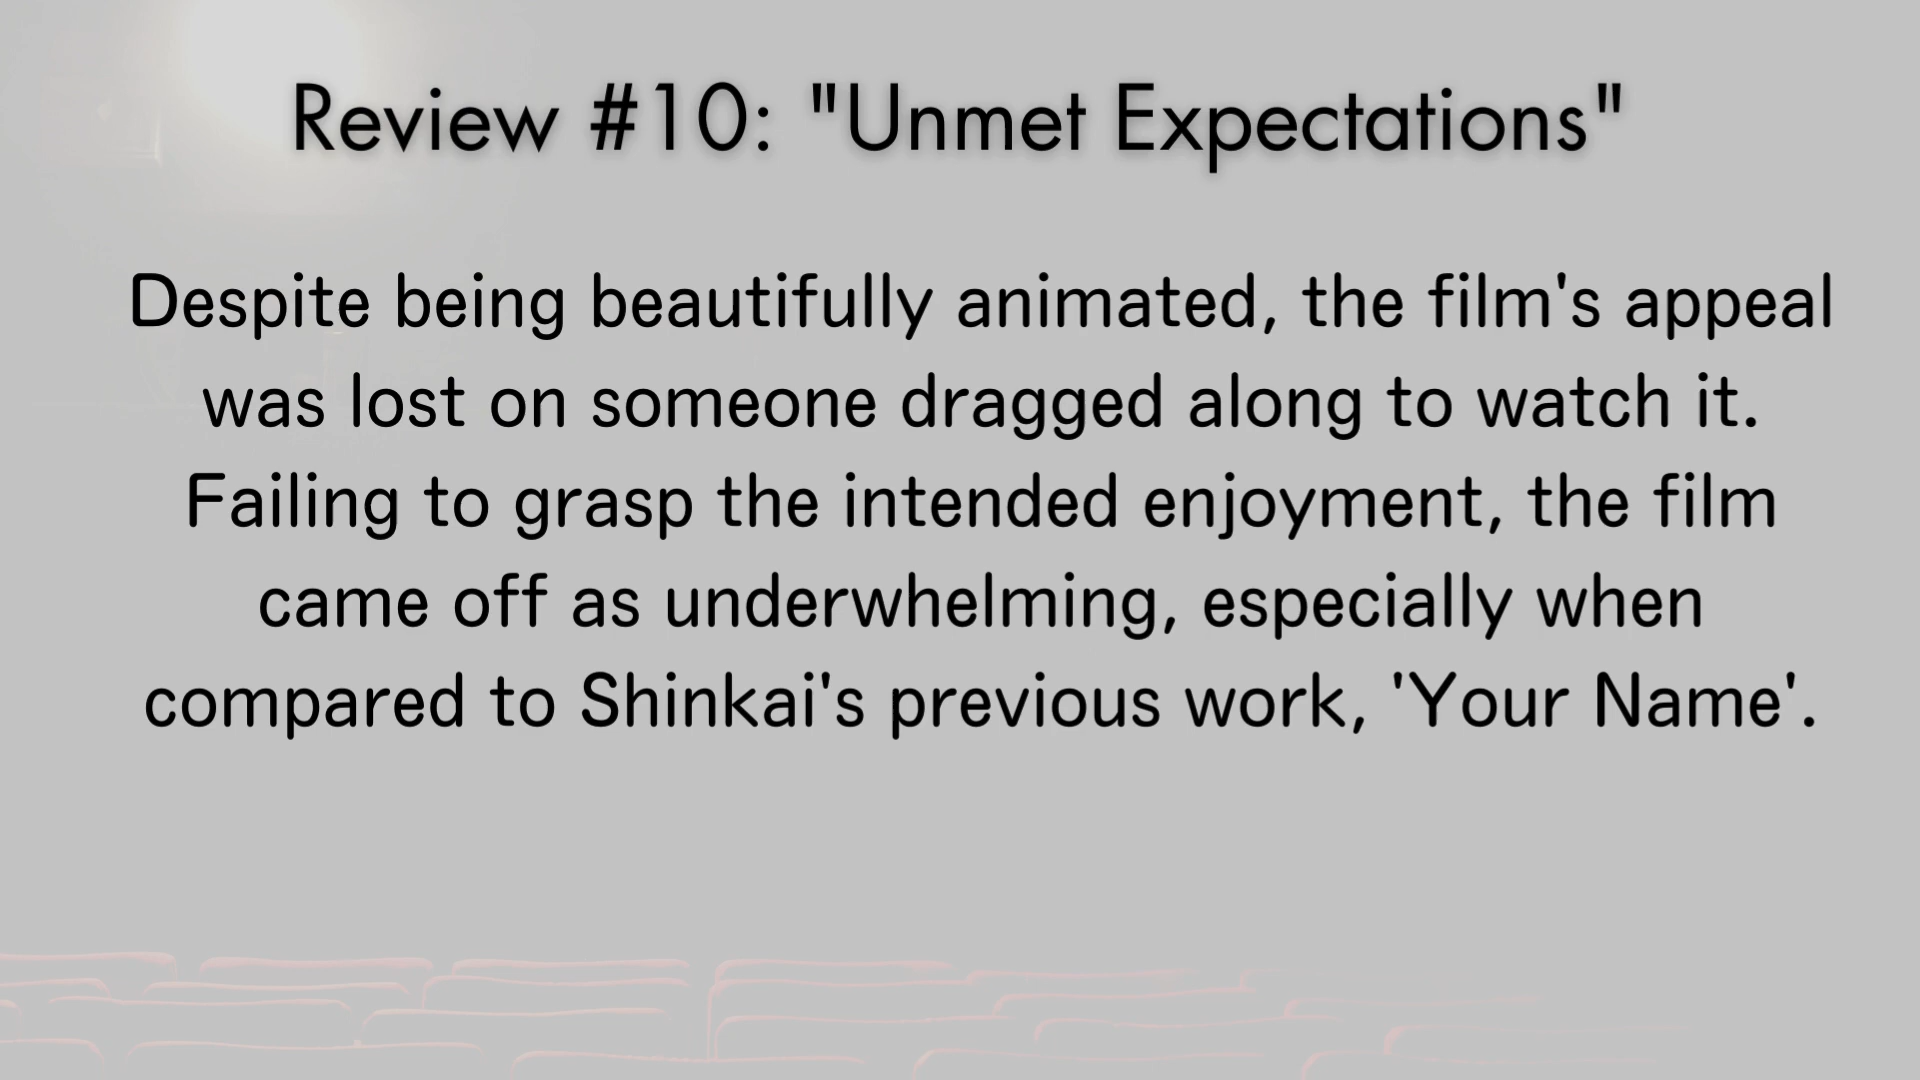 Review #10: "Unmet Expectations"
Despite being beautifully animated, the film's appeal
was lost on someone dragged along to watch it.
Failing to grasp the intended enjoyment, the film
came off as underwhelming, especially when
compared to Shinkai's previous work, 'Your Name'.